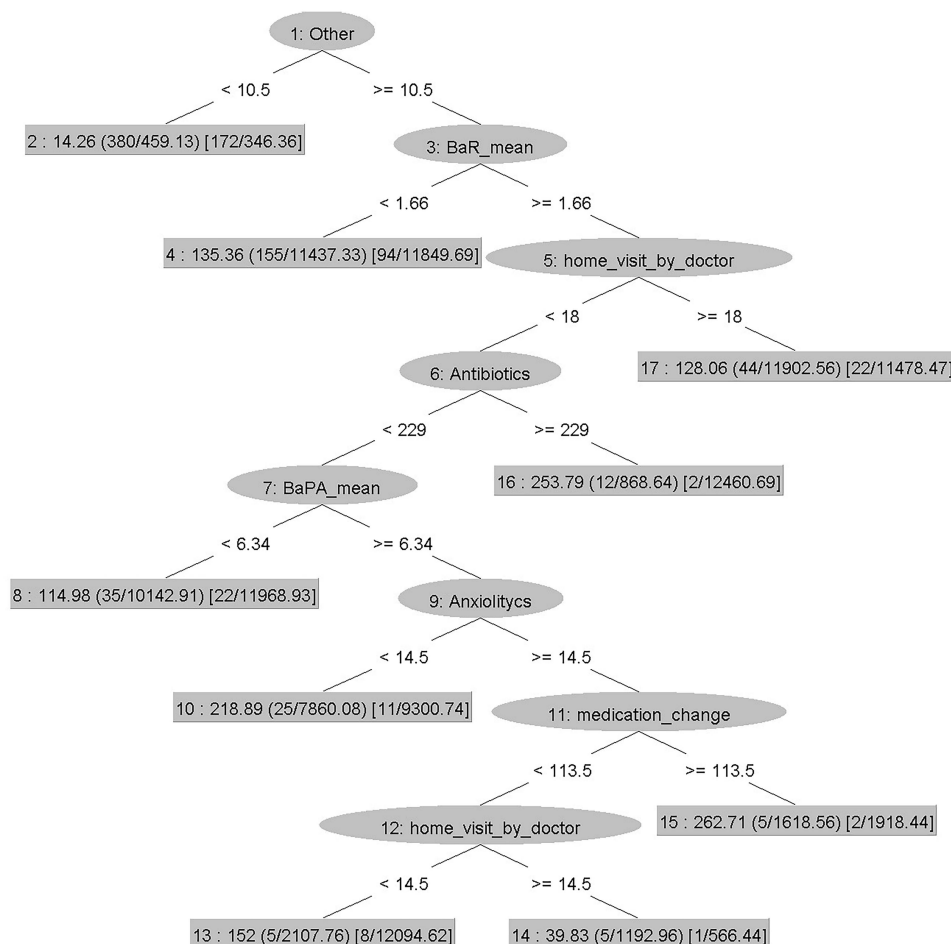 1: Other
< 10.5 >= 10.5
2 : 14.26 (380/459.13) [172/346.36]
3: BaR_mean
< 1.66 >= 1.66
4 : 135.36 (155/11437.33) [94/11849.69]
5: home_visit_by_doctor
< 18 >= 18
6: Antibiotics
17 : 128.06 (44/11902.56) [22/11478.47]
< 229 >= 229
7: BaPA_mean
16 : 253.79 (12/868.64) [2/12460.69]
< 6.34 >= 6.34
8 : 114.98 (35/10142.91) [22/11968.93]
9: Anxiolitycs
< 14.5 >= 14.5
10 : 218.89 (25/7860.08) [11/9300.74]
11: medication_change
< 113.5 >= 113.5
12: home_visit_by_doctor
15 : 262.71 (5/1618.56) [2/1918.44]
< 14.5 >= 14.5
13 : 152 (5/2107.76) [8/12094.62]
14 : 39.83 (5/1192.96) [1/566.44]